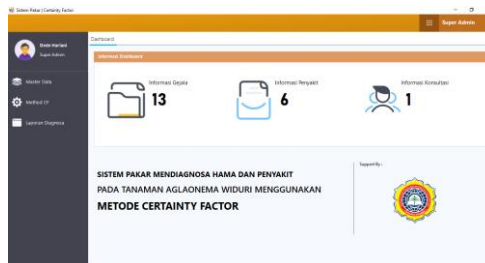 Sistem Pakar | Certainty Factor
Super Admin
Dashboard
Dewi Hariani
Super Admin
Informasi Dashboard
Master Data
Method CF
Laporan Diagnosa
Informasi Gejala
13
Informasi Penyakit
6
Informasi Konsultasi
1
SISTEM PAKAR MENDIAGNOSA HAMA DAN PENYAKIT
PADA TANAMAN AGLAONEMA WIDURI MENGGUNAKAN
METODE CERTAINTY FACTOR
Support By :